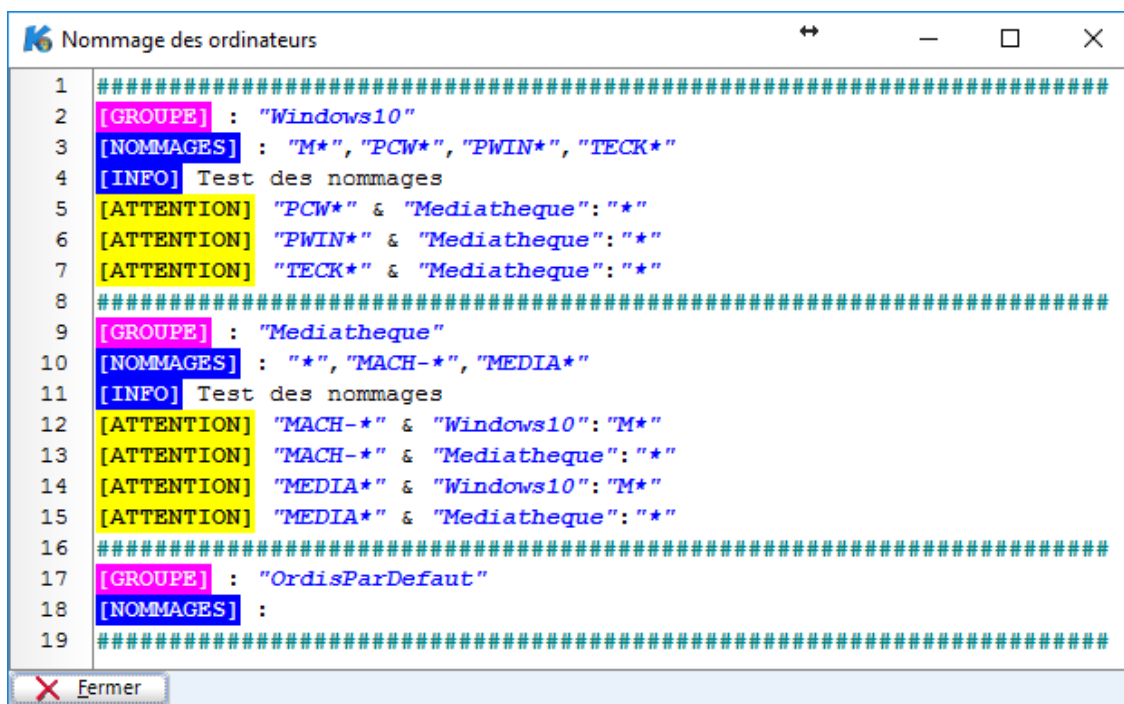 Nommage des ordinateurs
1 ######################################################################
2 [GROUPE] : "Windows10"
3 [NOMMAGES] : "M*","PCW*","PWIN*","TECK*"
4 [INFO] Test des nommages
5 [ATTENTION] "PCW*" & "Mediatheque":"*"
6 [ATTENTION] "PWIN*" & "Mediatheque":"*"
7 [ATTENTION] "TECK*" & "Mediatheque":"*"
8 ######################################################################
9 [GROUPE] : "Mediatheque"
10 [NOMMAGES] : "*","MACH-*","MEDIA*"
11 [INFO] Test des nommages
12 [ATTENTION] "MACH-*" & "Windows10":"M*"
13 [ATTENTION] "MACH-*" & "Mediatheque":"*"
14 [ATTENTION] "MEDIA*" & "Windows10":"M*"
15 [ATTENTION] "MEDIA*" & "Mediatheque":"*"
16 ######################################################################
17 [GROUPE] : "OrdisParDefaut"
18 [NOMMAGES] :
19 ######################################################################
Fermer